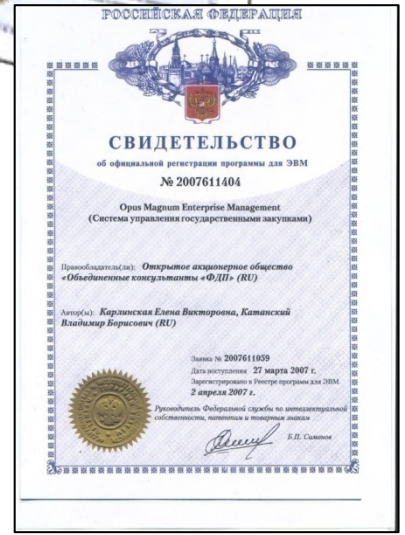 РОССИЙСКАЯ ФЕДЕРАЦИЯ
СВИДЕТЕЛЬСТВО
об официальной регистрации программы для ЭВМ
№ 2007611404
Opus Magnum Enterprise Management
(Система управления государственными закупками)
Правообладатель(ли): Открытое акционерное общество
«Объединенные консультанты «ФДП» (RU)
Автор(ы): Карлинская Елена Викторовна, Катанский
Владимир Борисович (RU)
Заявка № 2007611059
Дата поступления 27 марта 2007 г.
Зарегистрировано в Реестре программ для ЭВМ
2 апреля 2007 г.
Руководитель Федеральной службы по интеллектуальной
собственности, патентам и товарным знакам
Б.П. Симонов